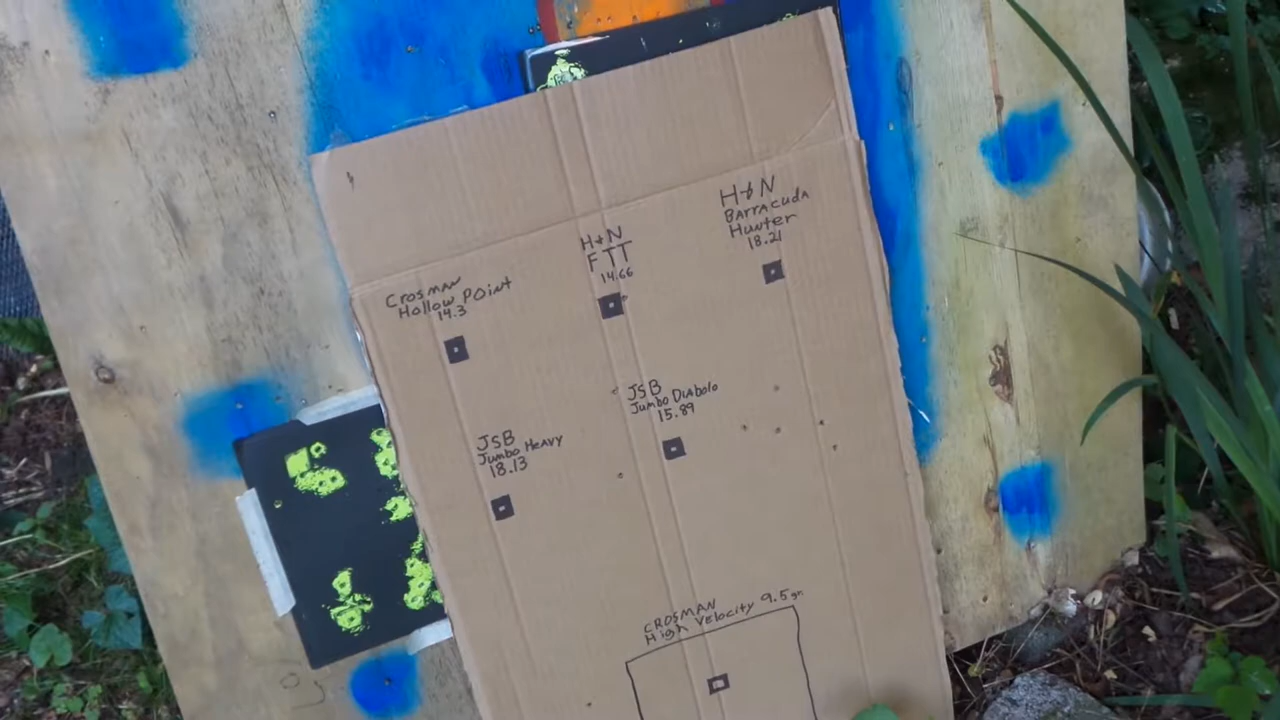 H+N
Barracuda
Hunter
18.21
H+N
FTT
14.66
Crosman
Hollow Point
14.3
JSB
Jumbo Diabolo
15.89
JSB
Jumbo Heavy
18.13
CROSMAN
High Velocity 9.5gr